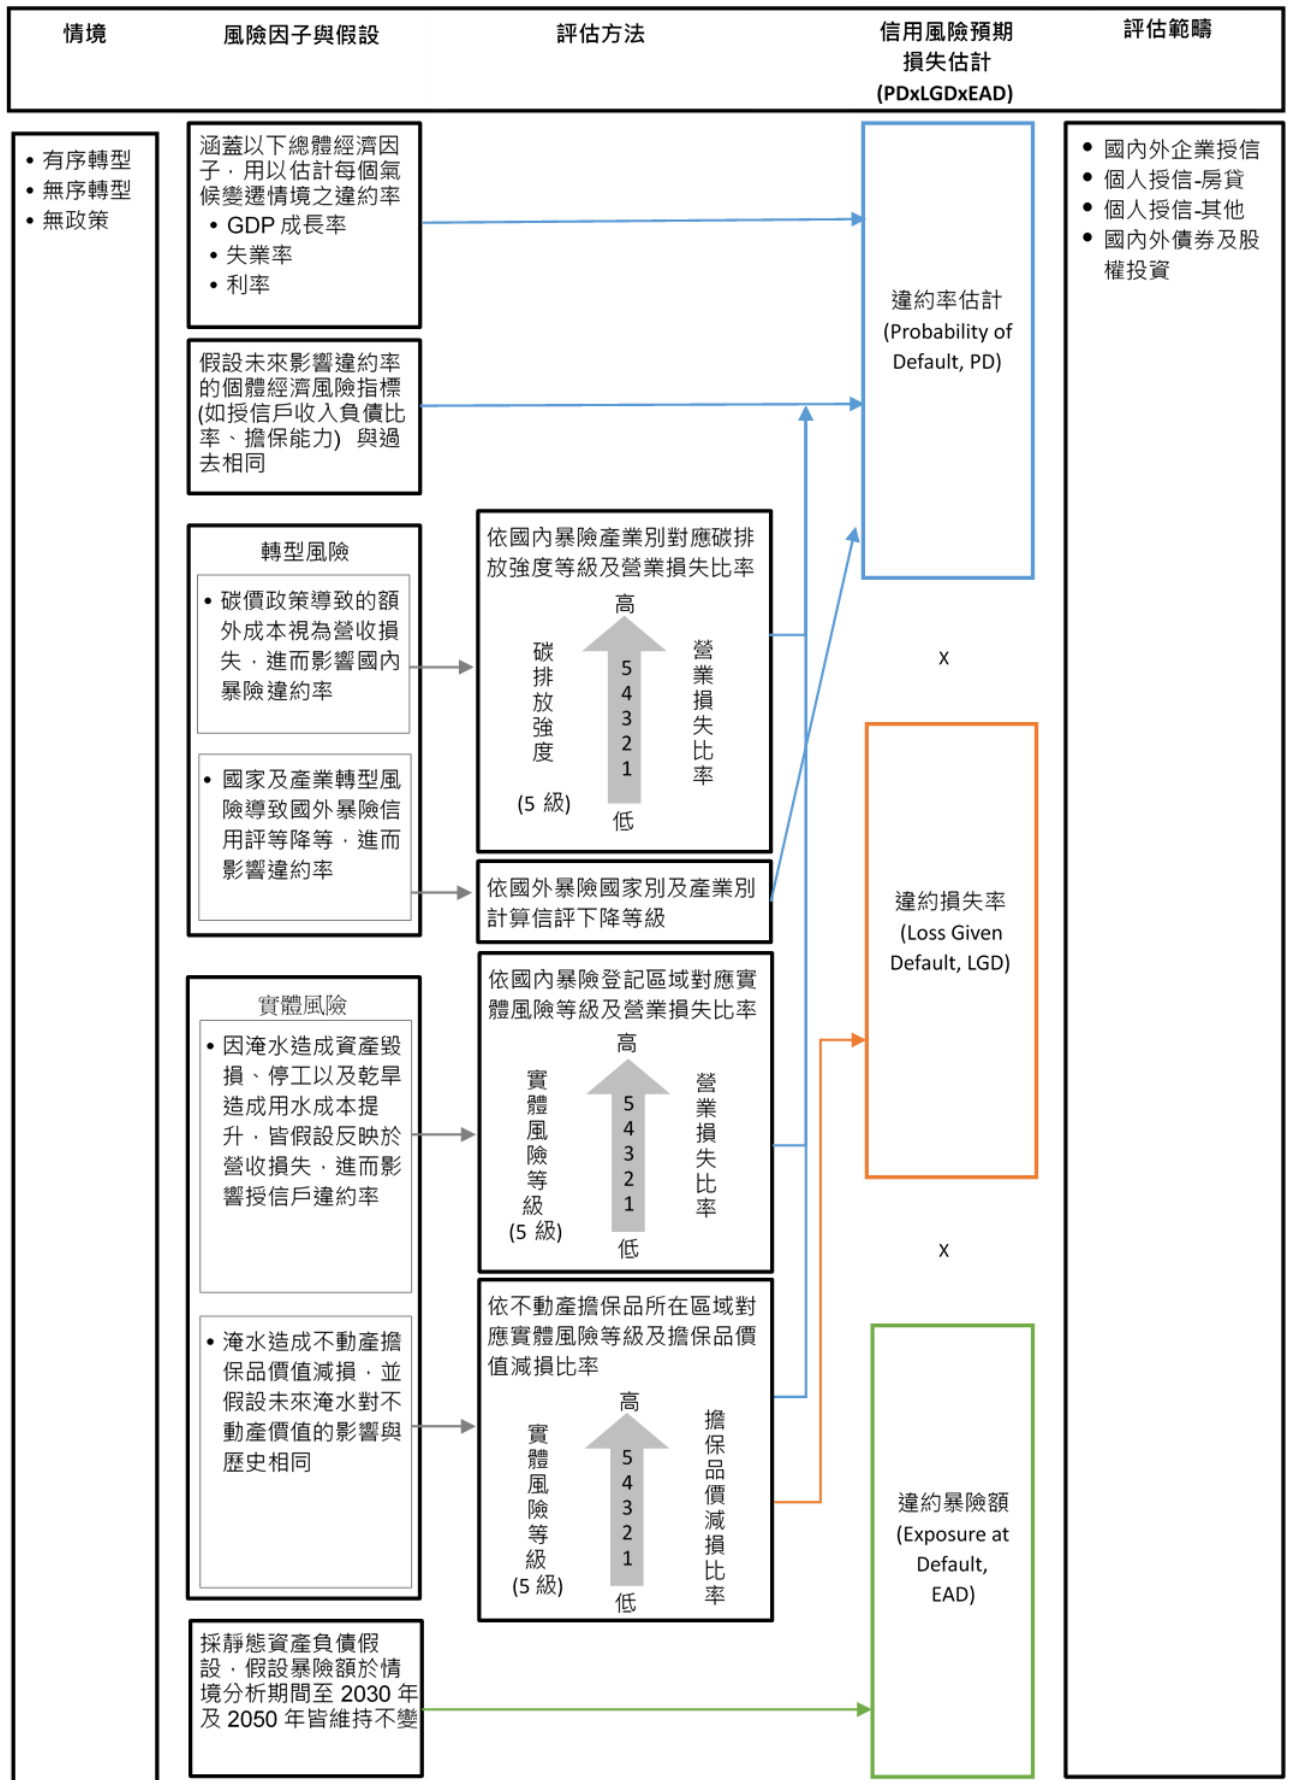 情境
風險因子與假設
評估方法
信用風險預期
損失估計
(PDxLGDxEAD)
評估範疇
• 有序轉型
• 無序轉型
• 無政策
涵蓋以下總體經濟因
子，用以估計每個氣
候變遷情境之違約率
• GDP 成長率
• 失業率
• 利率
假設未來影響違約率
的個體經濟風險指標
(如授信戶收入負債比
率、擔保能力) 與過
去相同
轉型風險
• 碳價政策導致的額
外成本視為營收損
失，進而影響國內
暴險違約率
• 國家及產業轉型風
險導致國外暴險信
用評等降等，進而
影響違約率
實體風險
• 因淹水造成資產毀
損、停工以及乾旱
造成用水成本提
升，皆假設反映於
營收損失，進而影
響授信戶違約率
• 淹水造成不動產擔
保品價值減損，並
假設未來淹水對不
動產價值的影響與
歷史相同
採靜態資產負債假
設，假設暴險額於情
境分析期間至 2030 年
及 2050 年皆維持不變
依國內暴險產業別對應碳排
放強度等級及營業損失比率
高
碳排放強度
(5 級)
5
4
3
2
1
營業損失比率
低
依國外暴險國家別及產業別
計算信評下降等級
依國內暴險登記區域對應實
體風險等級及營業損失比率
高
實體風險等級
(5 級)
5
4
3
2
1
營業損失比率
低
依不動產擔保品所在區域對
應實體風險等級及擔保品價
值減損比率
高
實體風險等級
(5 級)
5
4
3
2
1
擔保品價減損比率
低
違約率估計
(Probability of
Default, PD)
x
違約損失率
(Loss Given
Default, LGD)
x
違約暴險額
(Exposure at
Default,
EAD)
• 國內外企業授信
• 個人授信-房貸
• 個人授信-其他
• 國內外債券及股
權投資